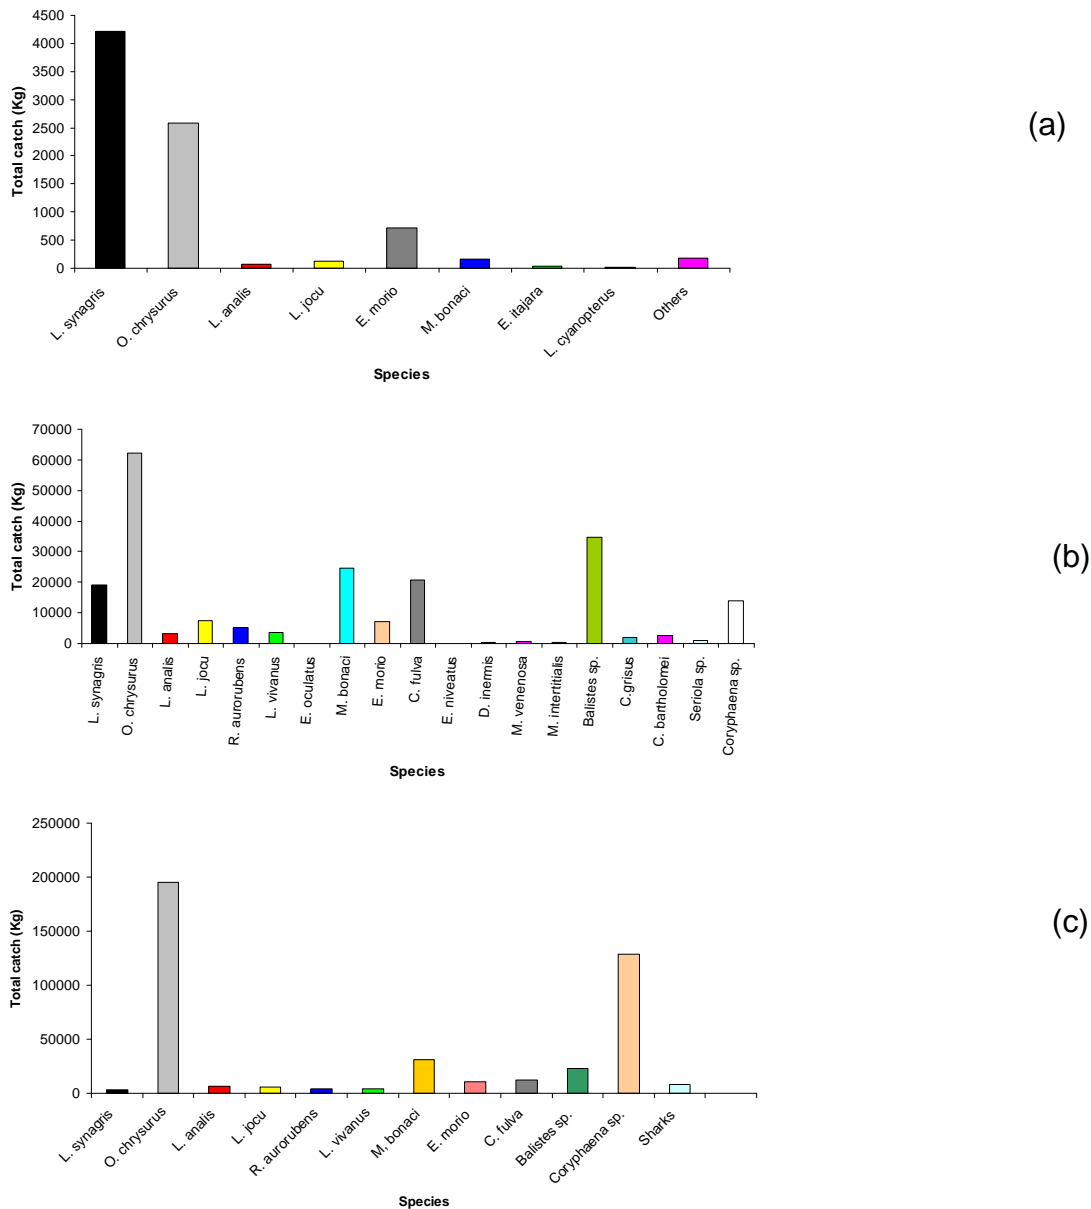 4500
4000
3500
3000
2500
2000
1500
1000
500
0
Total catch (Kg)
L. synagris
O. chrysurus
L. analis
L. jocu
E. morio
M. bonaci
E. itajara
L. cyanopterus
Others
Species
(a)
70000
60000
50000
40000
30000
20000
10000
0
Total catch (Kg)
L. synagris
O. chrysurus
L. analis
L. jocu
R. aurorubens
L. vivanus
E. oculatus
M. bonaci
E. morio
C. fulva
E. niveatus
D. inermis
M. venenosa
M. intertitialis
Balistes sp.
C.grisus
C. bartholomei
Seriola sp.
Coryphaena sp.
Species
(b)
250000
200000
150000
100000
50000
0
Total catch (Kg)
L. synagris
O. chrysurus
L. analis
L. jocu
R. aurorubens
L. vivanus
M. bonaci
E. morio
C. fulva
Balistes sp.
Coryphaena sp.
Sharks
Species
(c)